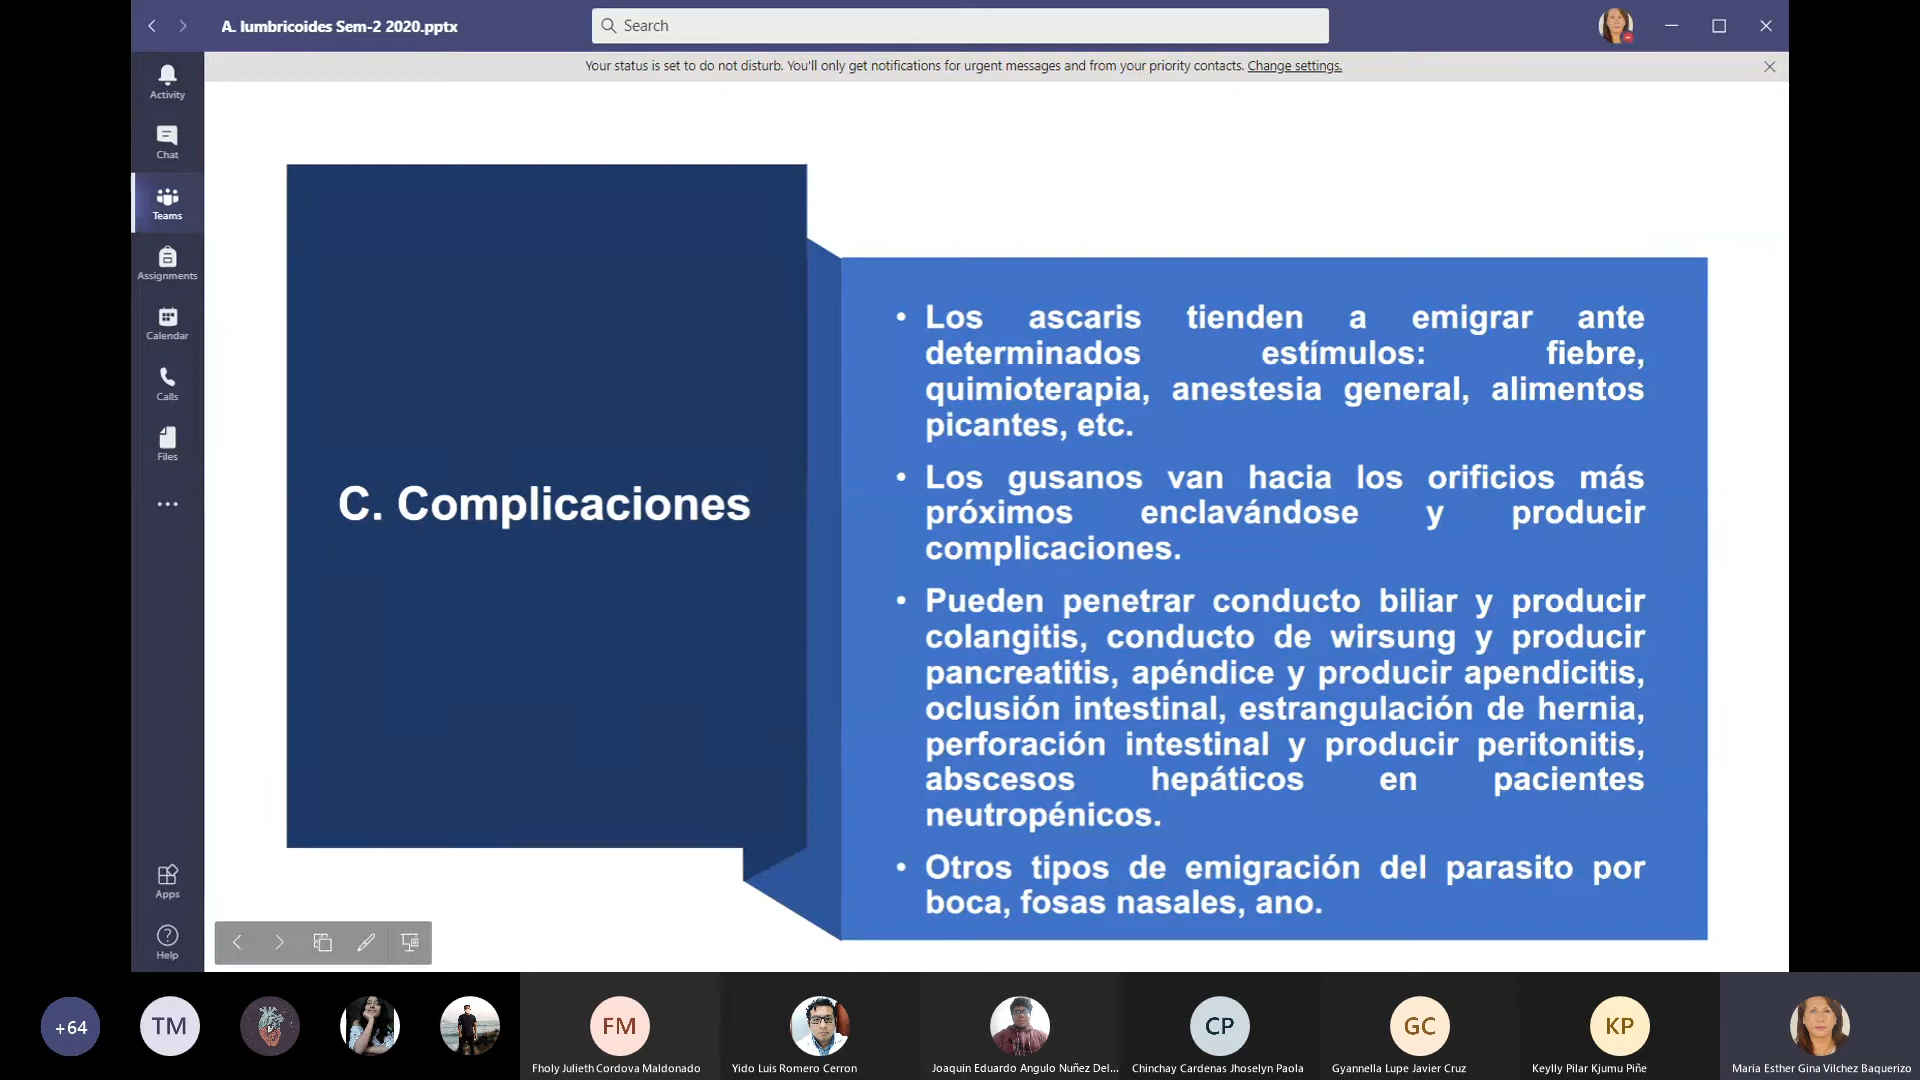 A. lumbricoides Sem-2 2020.pptx
Search
Your status is set to do not disturb. You'll only get notifications for urgent messages and from your priority contacts. Change settings.
Activity
Chat
Teams
Assignments
Calendar
Calls
Files
Apps
Help
C. Complicaciones
• Los ascaris tienden a emigrar ante
determinados estímulos: fiebre,
quimioterapia, anestesia general, alimentos
picantes, etc.
• Los gusanos van hacia los orificios más
próximos enclavándose y producir
complicaciones.
• Pueden penetrar conducto biliar y producir
colangitis, conducto de wirsung y producir
pancreatitis, apéndice y producir apendicitis,
oclusión intestinal, estrangulación de hernia,
perforación intestinal y producir peritonitis,
abscesos hepáticos en pacientes
neutropénicos.
• Otros tipos de emigración del parasito por
boca, fosas nasales, ano.
+64
TM
FM
CP
GC
KP
Fholy Julieth Cordova Maldonado
Yido Luis Romero Cerron
Joaquin Eduardo Angulo Nuñez Del...
Chinchay Cardenas Jhoselyn Paola
Gyannella Lupe Javier Cruz
Keylly Pilar Kjumu Piñe
Maria Esther Gina Vilchez Baquerizo